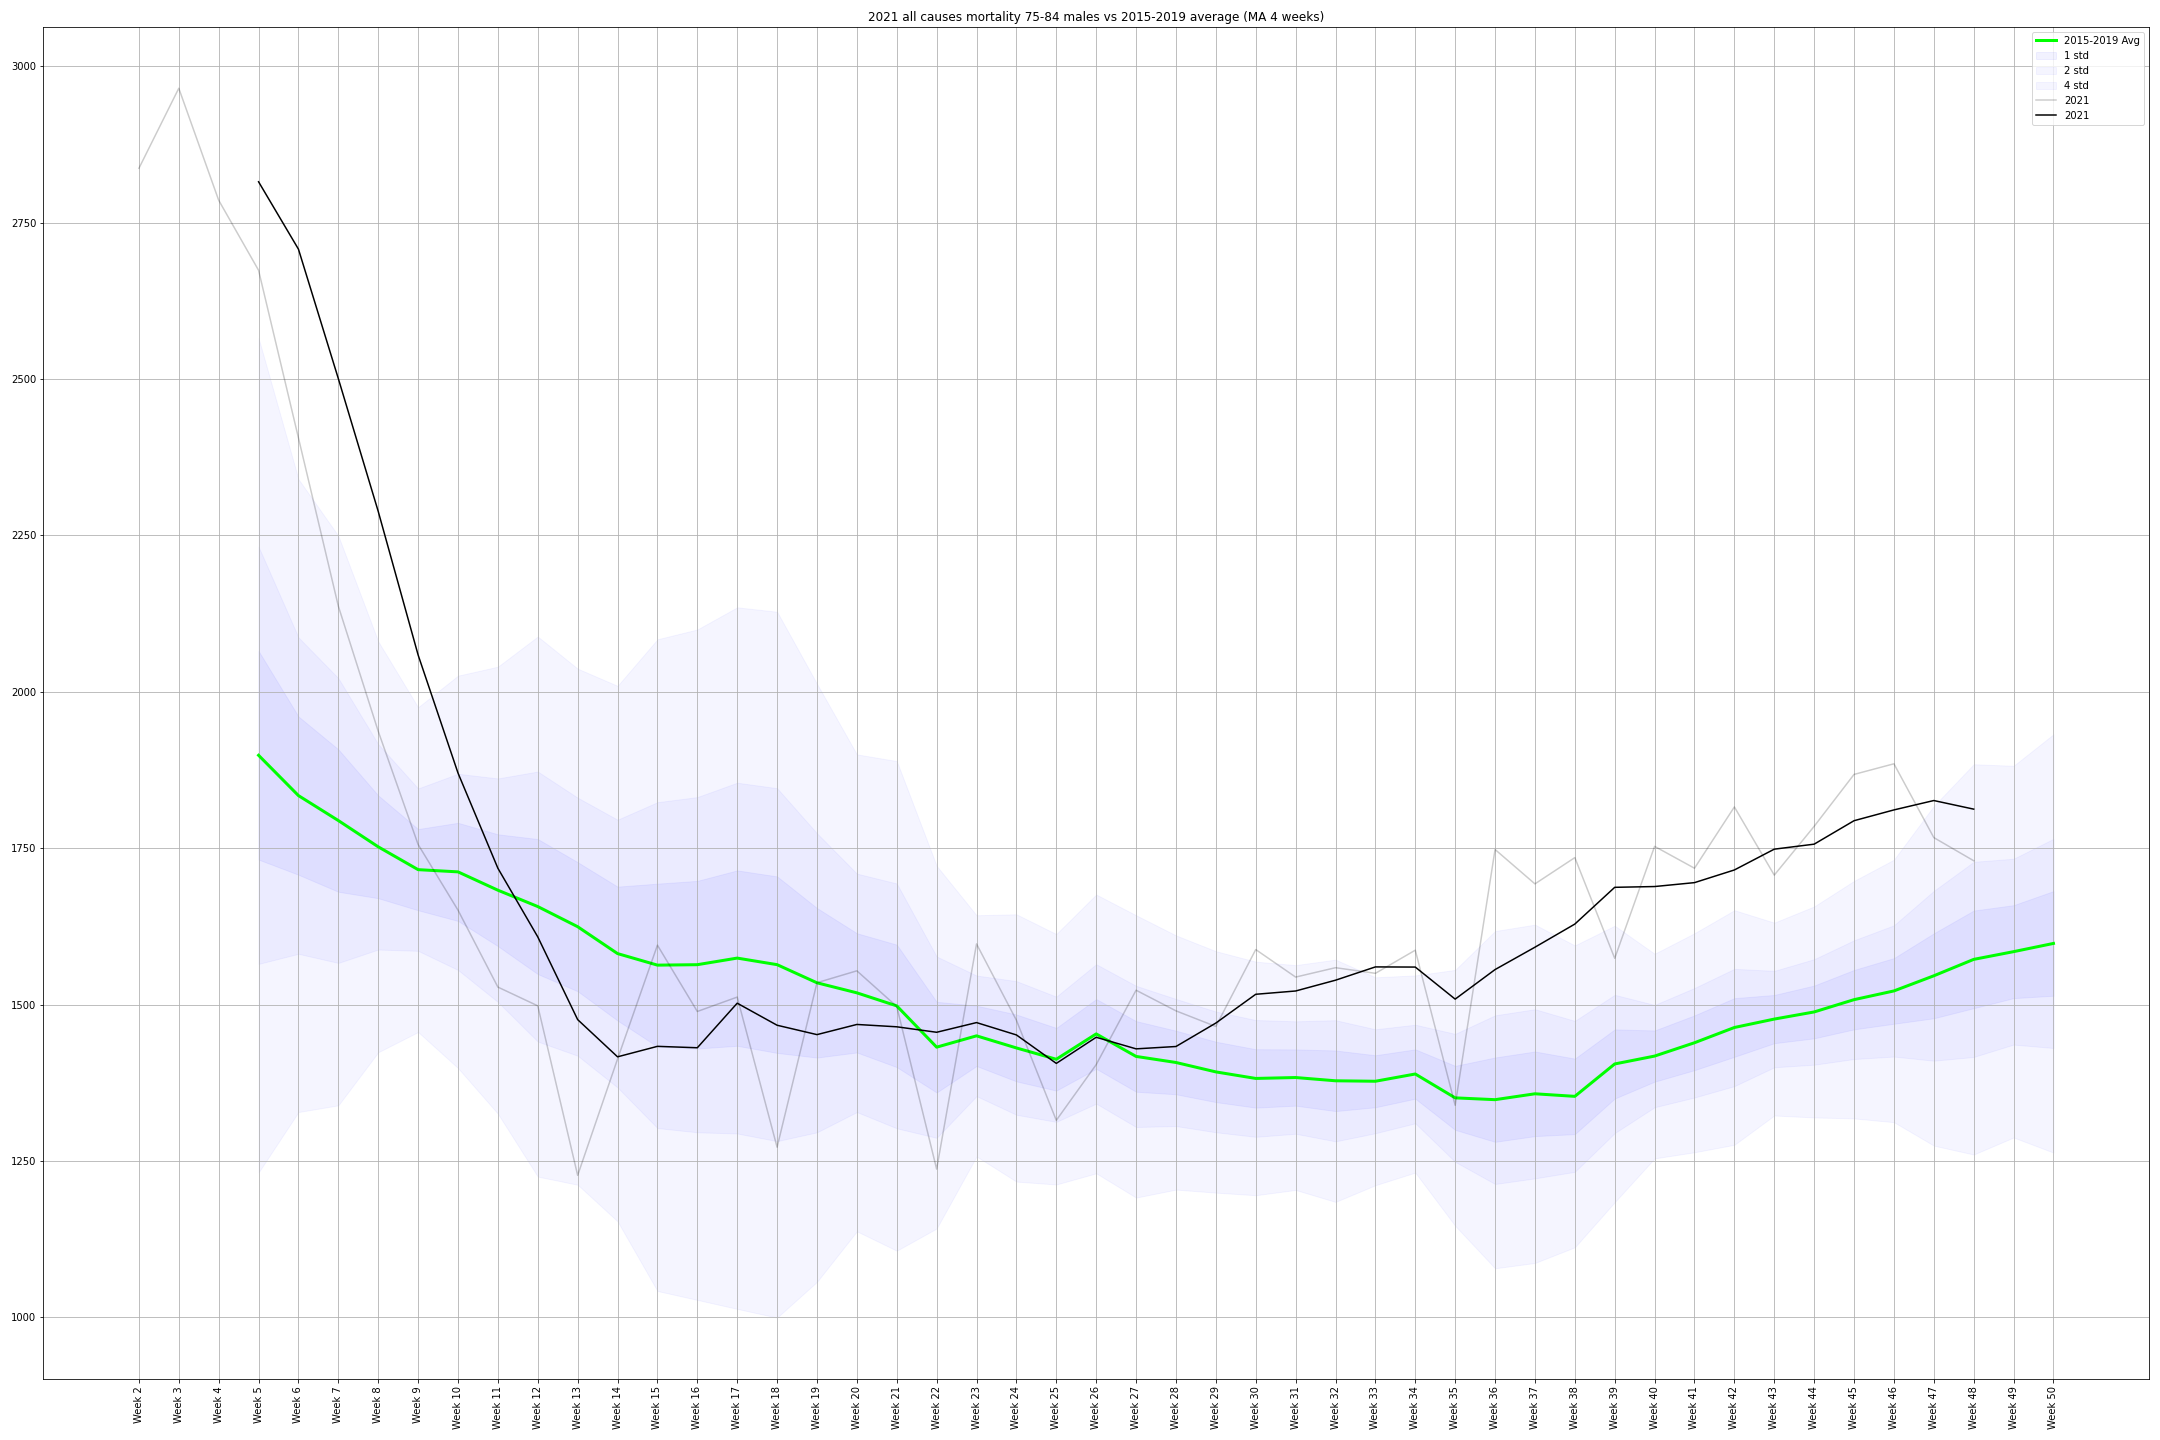 2021 all causes mortality 75-84 males vs 2015-2019 average (MA 4 weeks)
2015-2019 Avg
1 std
2 std
4 std
2021
2021
3000
2750
2500
2250
2000
1750
1500
1250
1000
Week 2
Week 3
Week 4
Week 5
Week 6
Week 7
Week 8
Week 9
Week 10
Week 11
Week 12
Week 13
Week 14
Week 15
Week 16
Week 17
Week 18
Week 19
Week 20
Week 21
Week 22
Week 23
Week 24
Week 25
Week 26
Week 27
Week 28
Week 29
Week 30
Week 31
Week 32
Week 33
Week 34
Week 35
Week 36
Week 37
Week 38
Week 39
Week 40
Week 41
Week 42
Week 43
Week 44
Week 45
Week 46
Week 47
Week 48
Week 49
Week 50